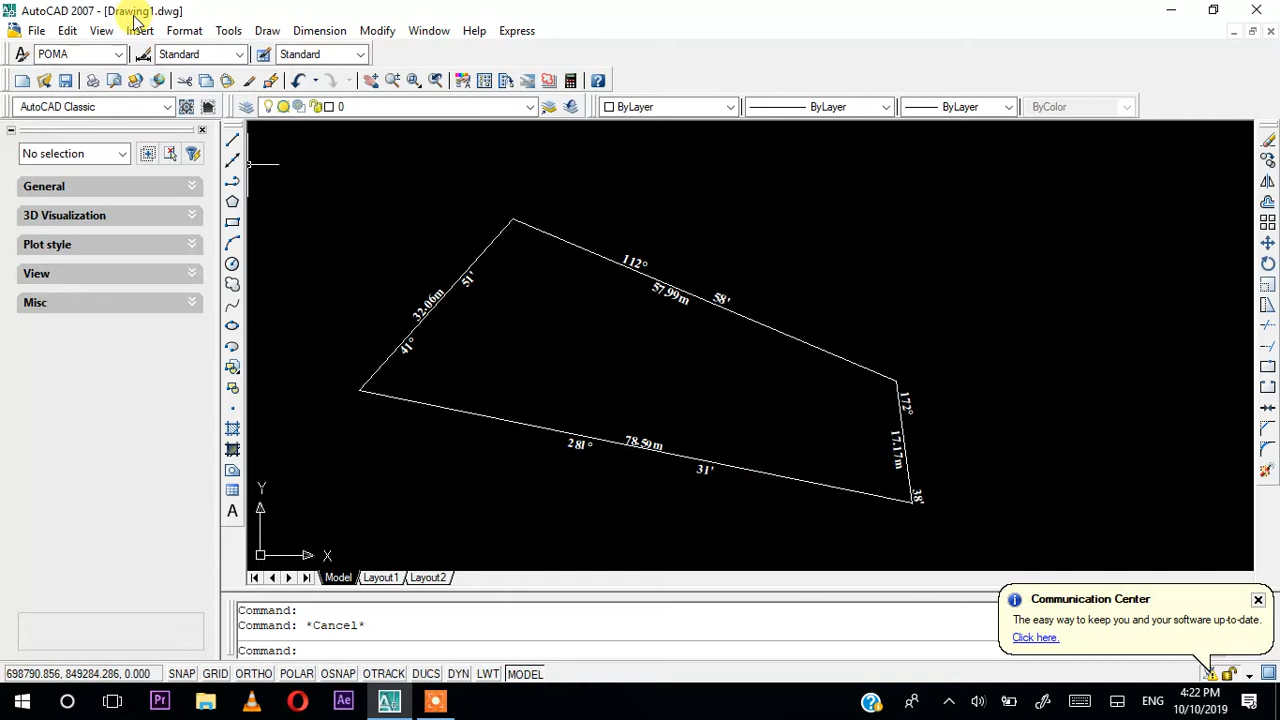 AutoCAD 2007 - [Drawing1.dwg]
File Edit View Insert Format Tools Draw Dimension Modify Window Help Express
POMA Standard Standard
AutoCAD Classic 0 ByLayer ByLayer ByLayer ByColor
No selection
General
3D Visualization
Plot style
View
Misc
112°
57.99m
58'
51'
32.06m
41°
172°
17.17m
38'
281°
78.59m
31'
Y
X
A
Model Layout1 Layout2
Command:
Command: *Cancel*
Command:
Communication Center
The easy way to keep you and your software up-to-date.
Click here.
698790.856, 849284.286, 0.000 SNAP GRID ORTHO POLAR OSNAP OTRACK DUCS DYN LWT MODEL
Pr Ae ENG 4:22 PM
10/10/2019